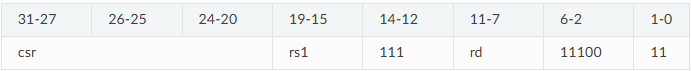 31-27 26-25 24-20 19-15 14-12 11-7 6-2 1-0
csr rs1 111 rd 11100 11